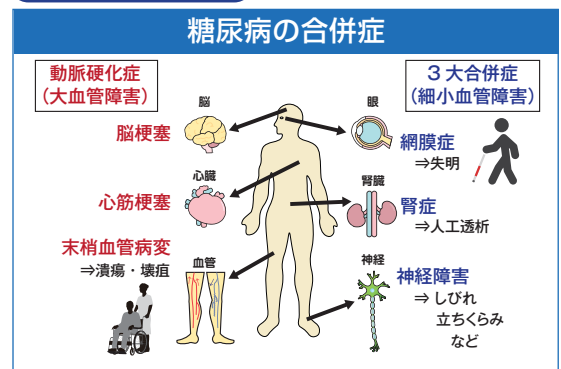 糖尿病の合併症
動脈硬化症
（大血管障害）
3大合併症
（細小血管障害）
脳
脳梗塞
眼
網膜症
⇒失明
心臓
心筋梗塞
腎臓
腎症
⇒人工透析
末梢血管病変
⇒潰瘍・壊疽
血管
神経
神経障害
⇒しびれ
立ちくらみ
など